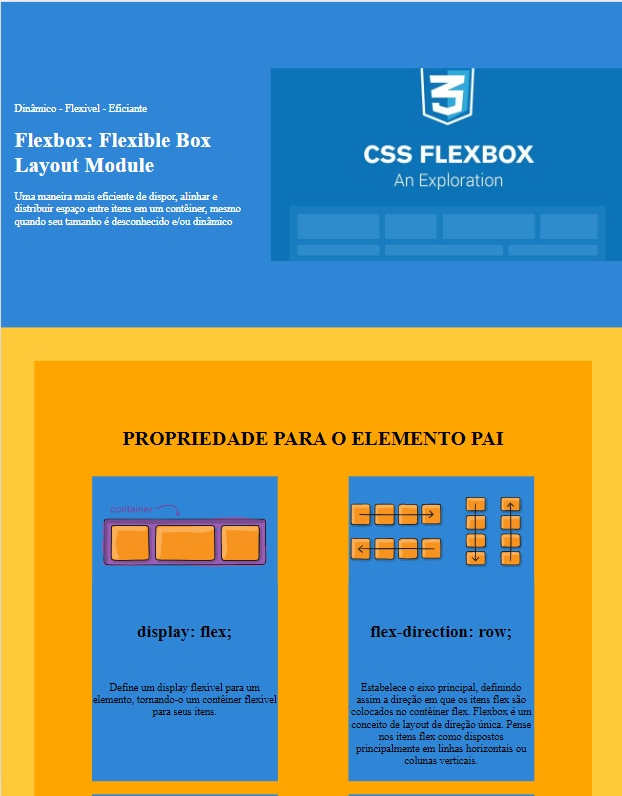 Dinâmico - Flexivel - Eficiante
Flexbox: Flexible Box
Layout Module
Uma maneira mais eficiente de dispor, alinhar e
distribuir espaço entre itens em um contêiner, mesmo
quando seu tamanho é desconhecido e/ou dinâmico
3
CSS FLEXBOX
An Exploration
PROPRIEDADE PARA O ELEMENTO PAI
container
display: flex;
Define um display flexível para um
elemento, tornando-o um contêiner flexível
para seus itens.
flex-direction: row;
Estabelece o eixo principal, definindo
assim a direção em que os itens flex são
colocados no contêiner flex. Flexbox é um
conceito de layout de direção única. Pense
nos itens flex como dispostos
principalmente em linhas horizontais ou
colunas verticais.